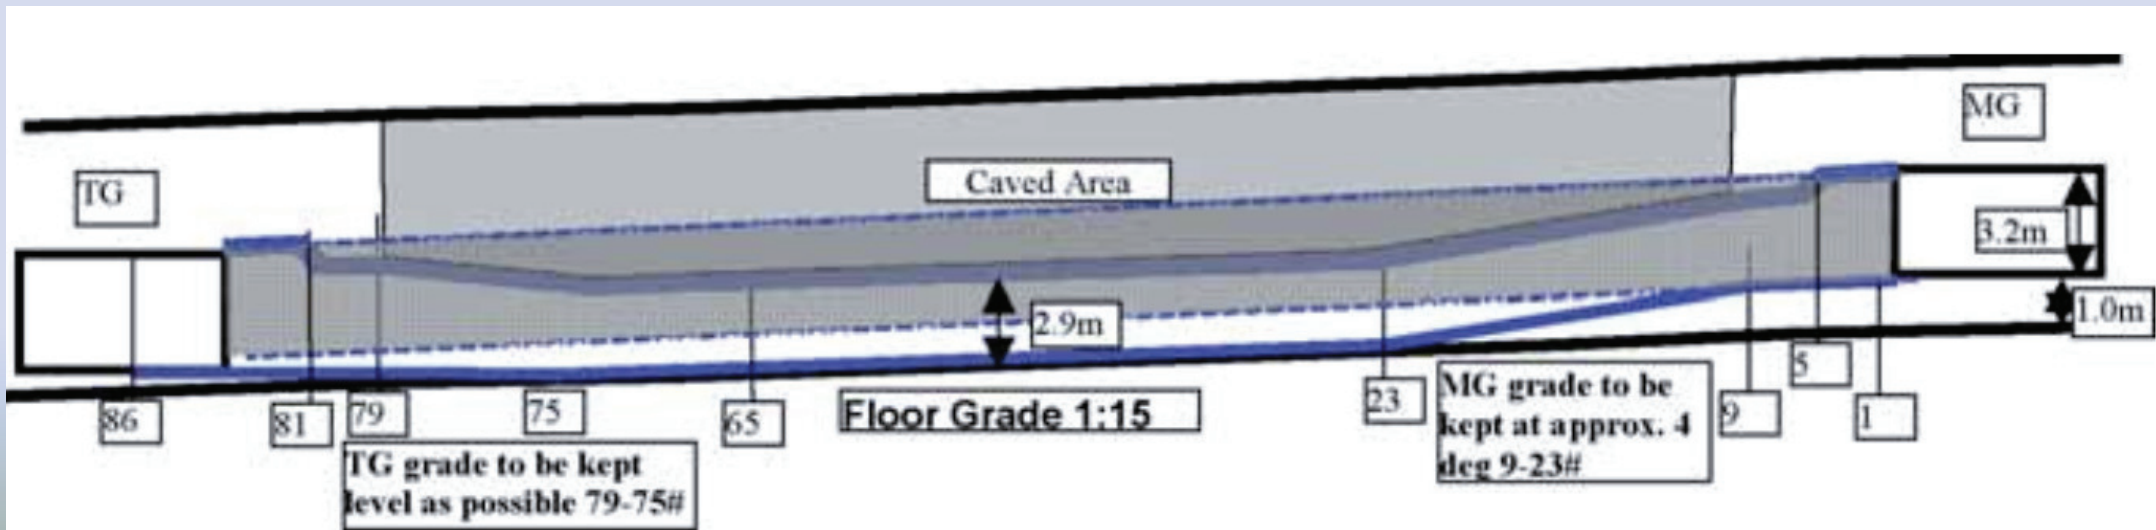 MG
TG
Caved Area
3.2m
2.9m
1.0m
86
81
79
75
65
Floor Grade 1:15
23
MG grade to be
kept at approx. 4
deg 9-23#
9
5
1
TG grade to be kept
level as possible 79-75#